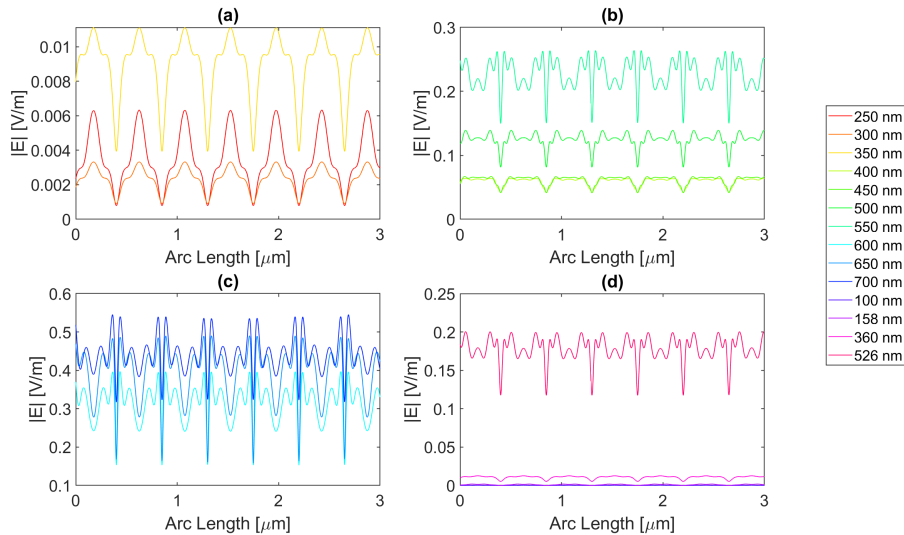 (a)
0.01
0.008
0.006
0.004
0.002
0
|E| [V/m]
0 1 2 3
Arc Length [μm]
(b)
0.3
0.2
0.1
0
|E| [V/m]
0 1 2 3
Arc Length [μm]
(c)
0.6
0.5
0.4
0.3
0.2
0.1
|E| [V/m]
0 1 2 3
Arc Length [μm]
(d)
0.25
0.2
0.15
0.1
0.05
0
|E| [V/m]
0 1 2 3
Arc Length [μm]
250 nm
300 nm
350 nm
400 nm
450 nm
500 nm
550 nm
600 nm
650 nm
700 nm
100 nm
158 nm
360 nm
526 nm